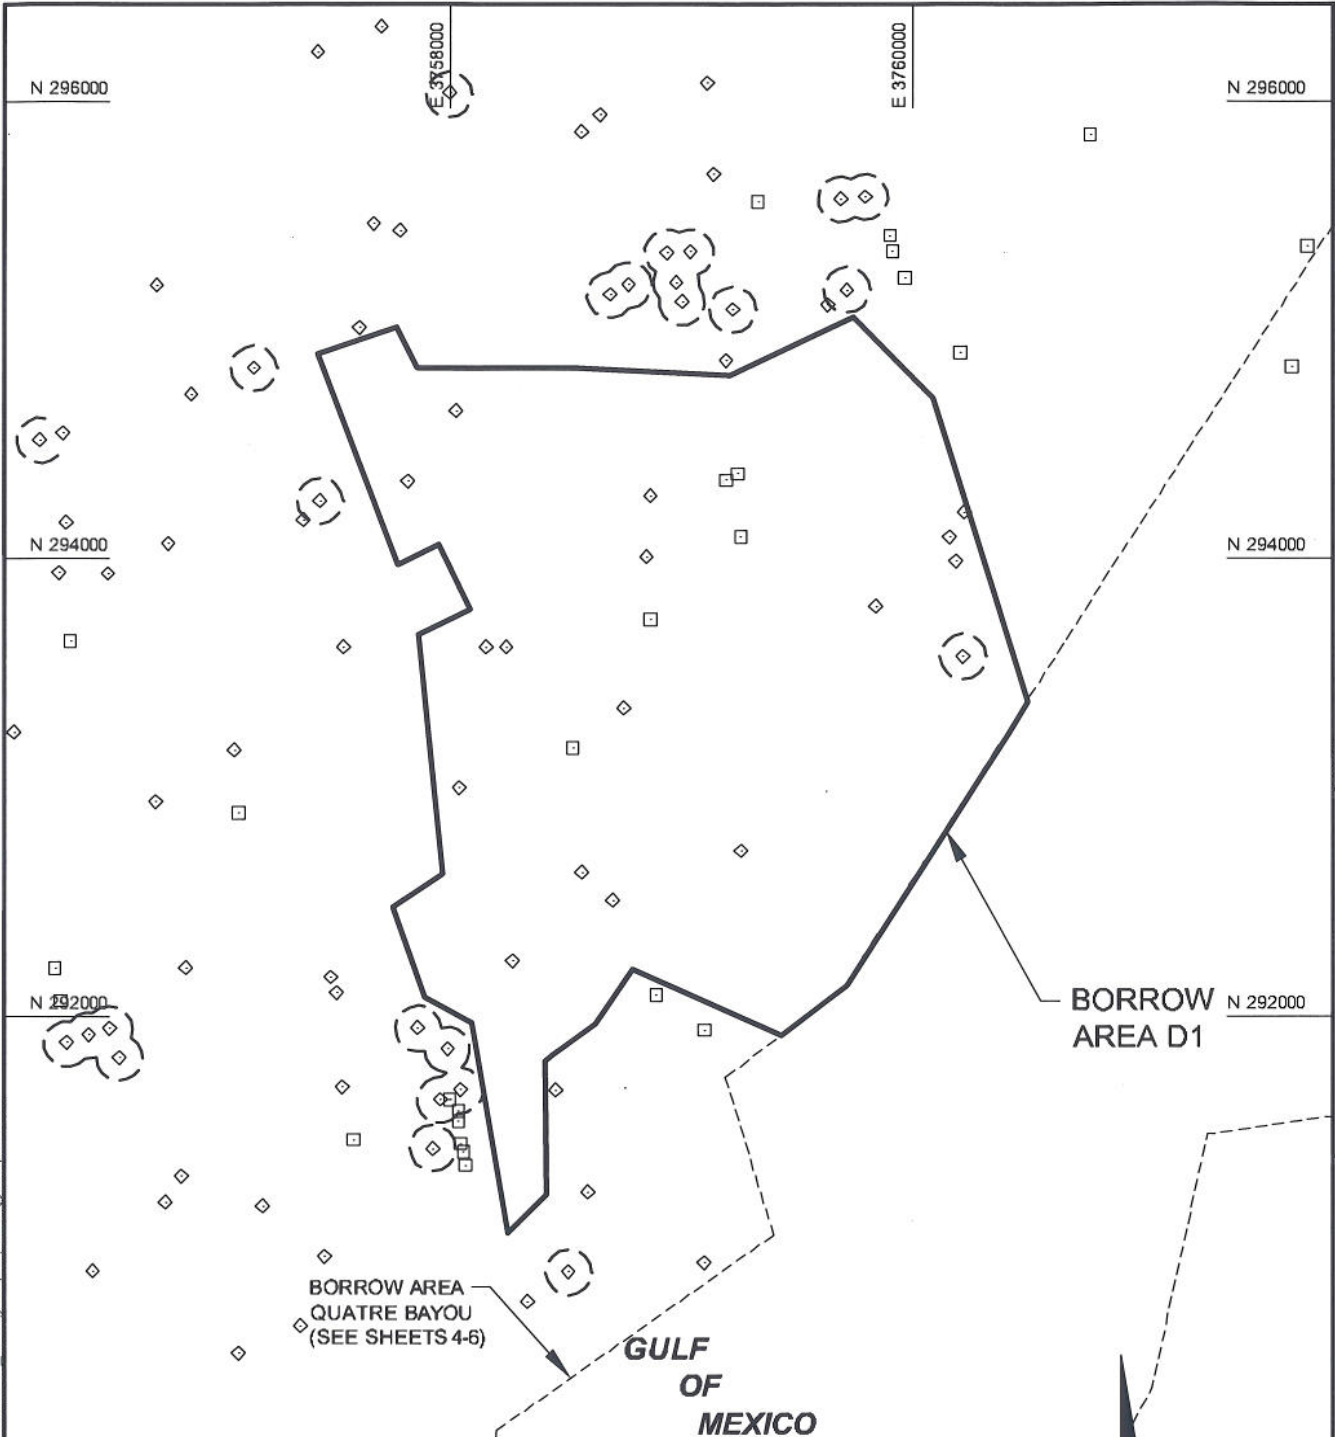 E 3758000
E 3760000
N 296000
N 296000
N 294000
N 294000
N 292000
BORROW
AREA D1
N 292000
BORROW AREA
QUATRE BAYOU
(SEE SHEETS 4-6)
GULF
OF
MEXICO